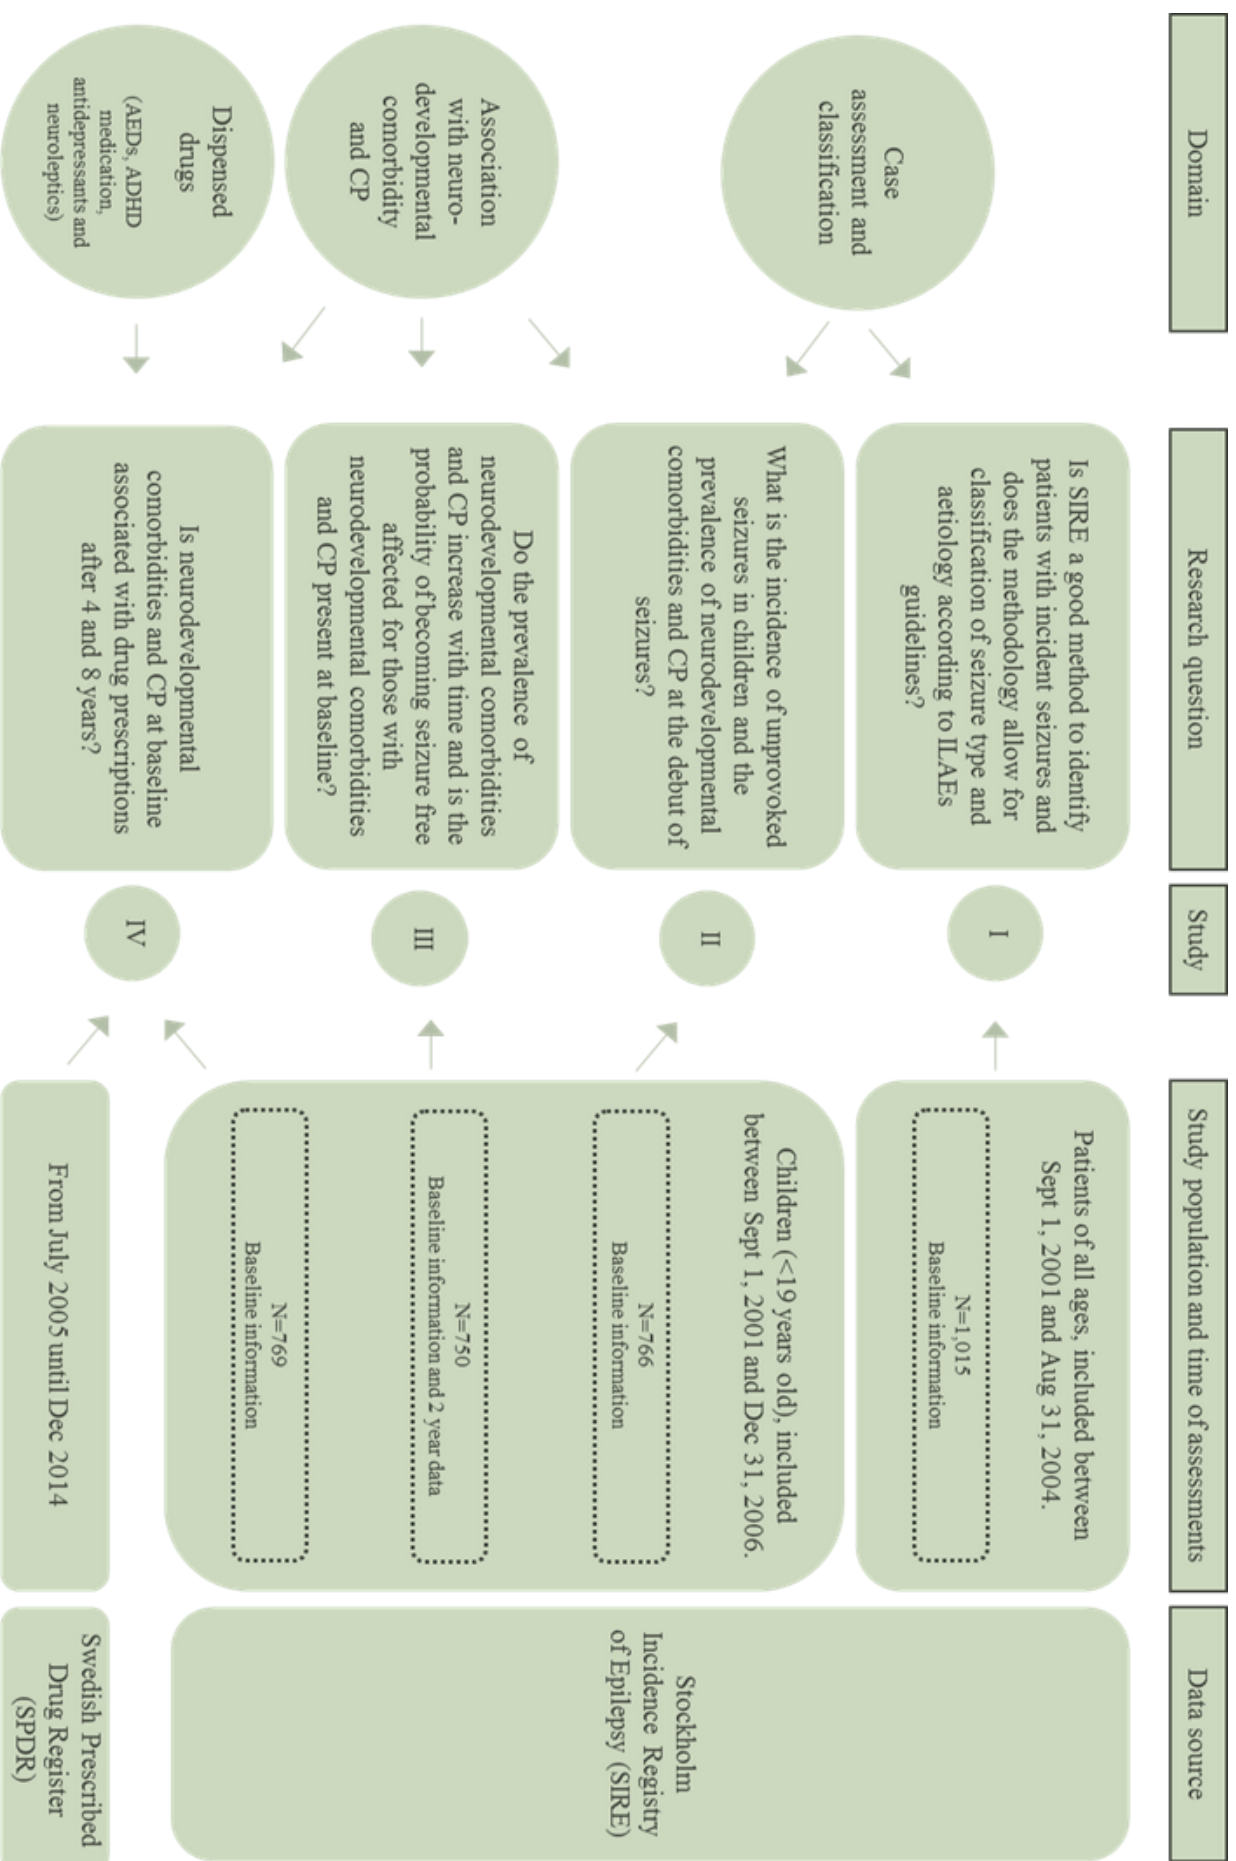 Domain
Research question
Study
Study population and time of assessments
Data source
Case
assessment and
classification
Is SIRE a good method to identify
patients with incident seizures and
does the methodology allow for
classification of seizure type and
aetiology according to ILAEs
guidelines?
I
Patients of all ages, included between
Sept 1, 2001 and Aug 31, 2004.
N=1,015
Baseline information
Stockholm
Incidence Registry
of Epilepsy (SIRE)
What is the incidence of unprovoked
seizures in children and the
prevalence of neurodevelopmental
comorbidities and CP at the debut of
seizures?
II
Children (<19 years old), included
between Sept 1, 2001 and Dec 31, 2006.
N=766
Baseline information
Association
with neuro-
developmental
comorbidity
and CP
Do the prevalence of
neurodevelopmental comorbidities
and CP increase with time and is the
probability of becoming seizure free
affected for those with
neurodevelopmental comorbidities
and CP present at baseline?
III
N=750
Baseline information and 2 year data
Dispensed
drugs
(AEDs, ADHD
medication,
antidepressants and
neuroleptics)
Is neurodevelopmental
comorbidities and CP at baseline
associated with drug prescriptions
after 4 and 8 years?
IV
N=769
Baseline information
From July 2005 until Dec 2014
Swedish Prescribed
Drug Register
(SPDR)